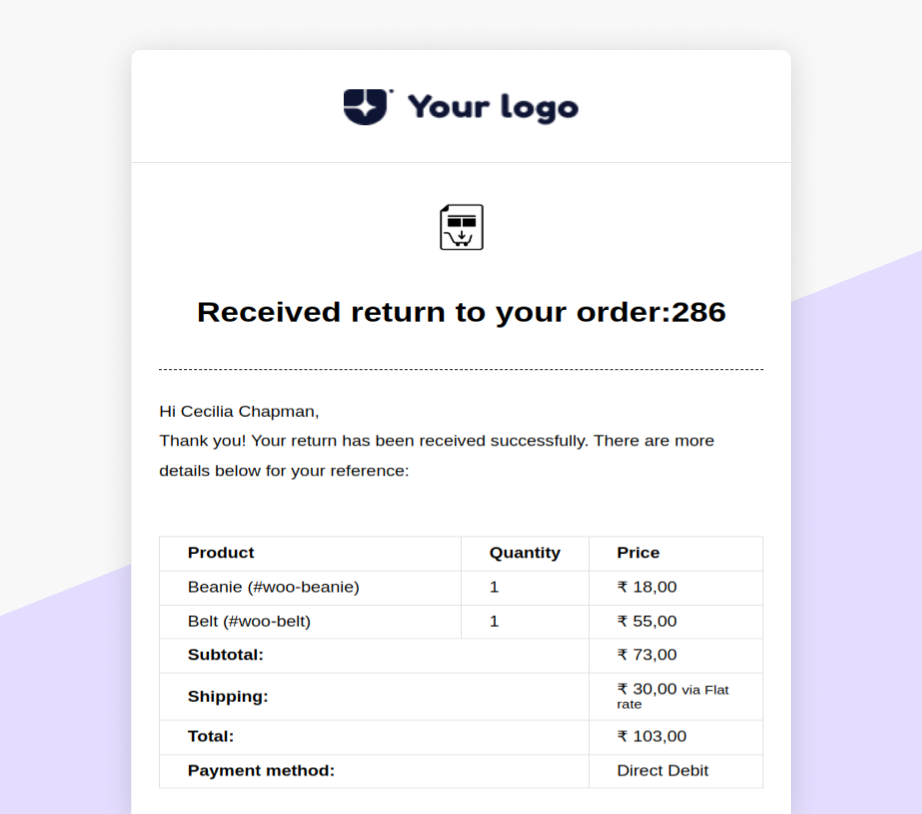 Your logo
Received return to your order:286
Hi Cecilia Chapman,
Thank you! Your return has been received successfully. There are more
details below for your reference:
Product Quantity Price
Beanie (#woo-beanie) 1 ₹ 18,00
Belt (#woo-belt) 1 ₹ 55,00
Subtotal: ₹ 73,00
Shipping: ₹ 30,00 via Flat
rate
Total: ₹ 103,00
Payment method: Direct Debit